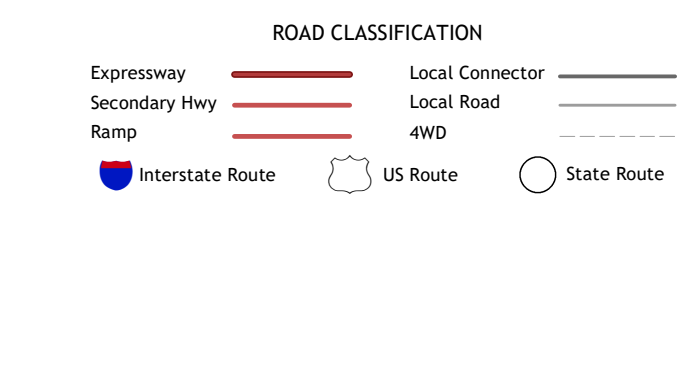 ROAD CLASSIFICATION
Expressway
Local Connector
Secondary Hwy
Local Road
Ramp
4WD
Interstate Route
US Route
State Route